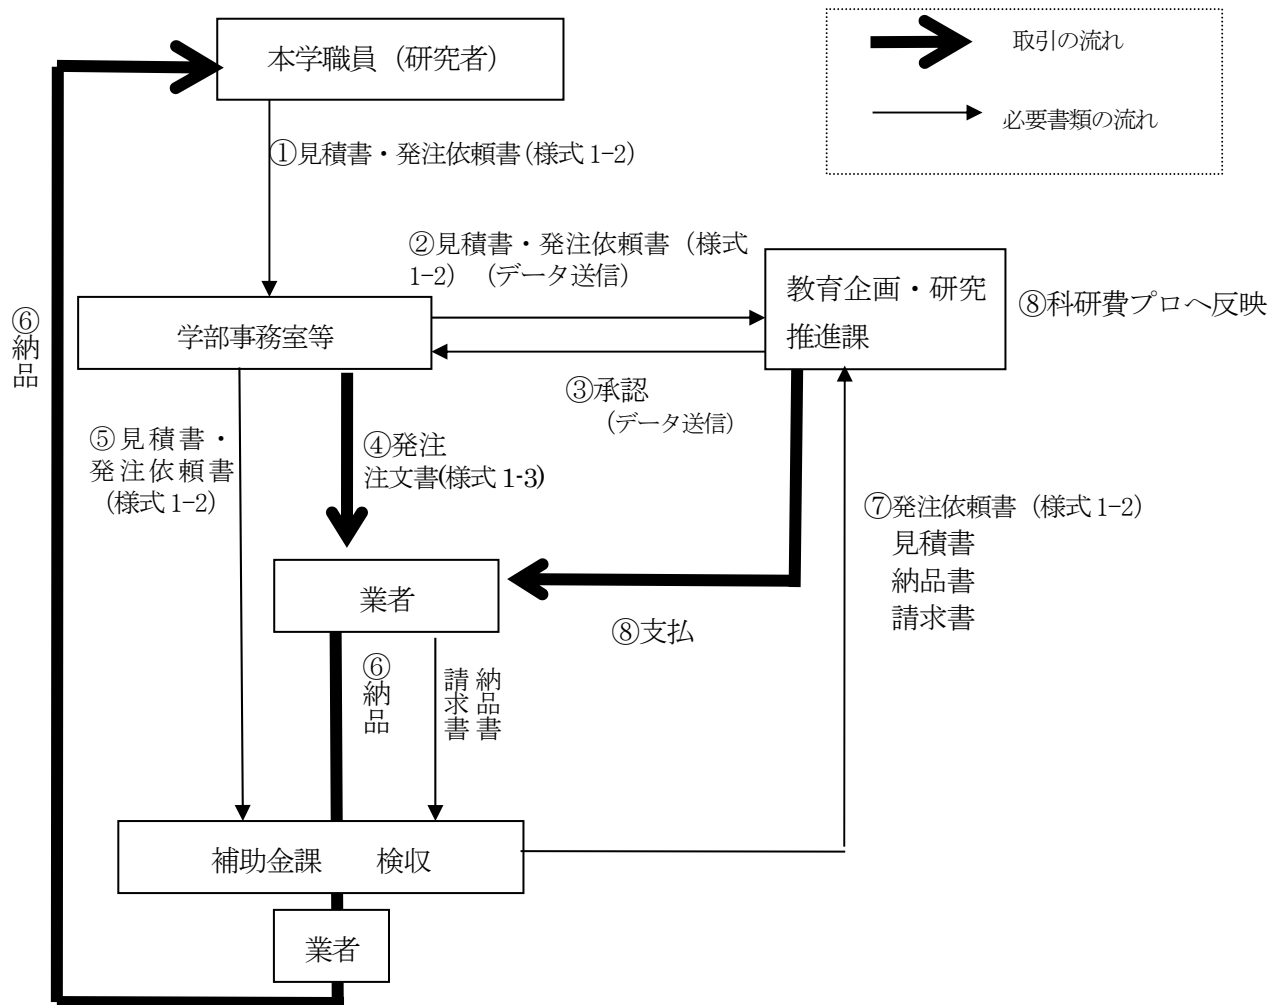 本学職員（研究者）
取引の流れ
必要書類の流れ
①見積書・発注依頼書(様式 1-2)
②見積書・発注依頼書（様式
1-2）（データ送信）
教育企画・研究
推進課
⑧科研費プロへ反映
学部事務室等
③承認
（データ送信）
⑥納品
⑤見積書・
発注依頼書
（様式 1-2）
④発注
注文書(様式 1-3)
⑦発注依頼書（様式 1-2）
見積書
納品書
請求書
業者
⑧支払
⑥納品
納品書
請求書
補助金課　検収
業者